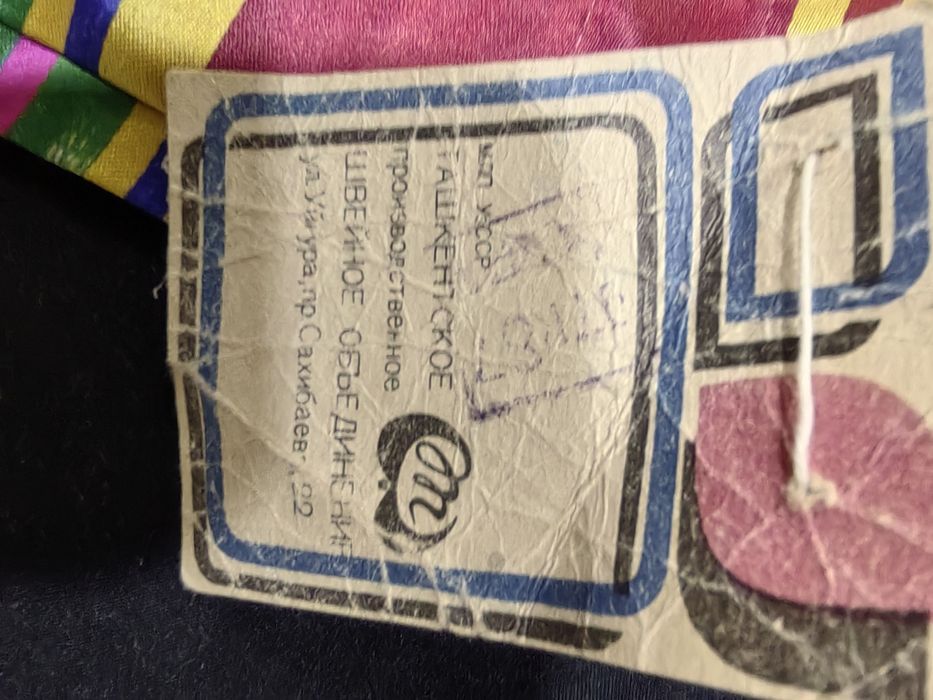 МЛП УзССР
ТАШКЕНТСКОЕ
производственное
ШВЕЙНОЕ ОБЪЕДИНЕНИЕ
ул.Уйгура,пр.Сахибаева, 22